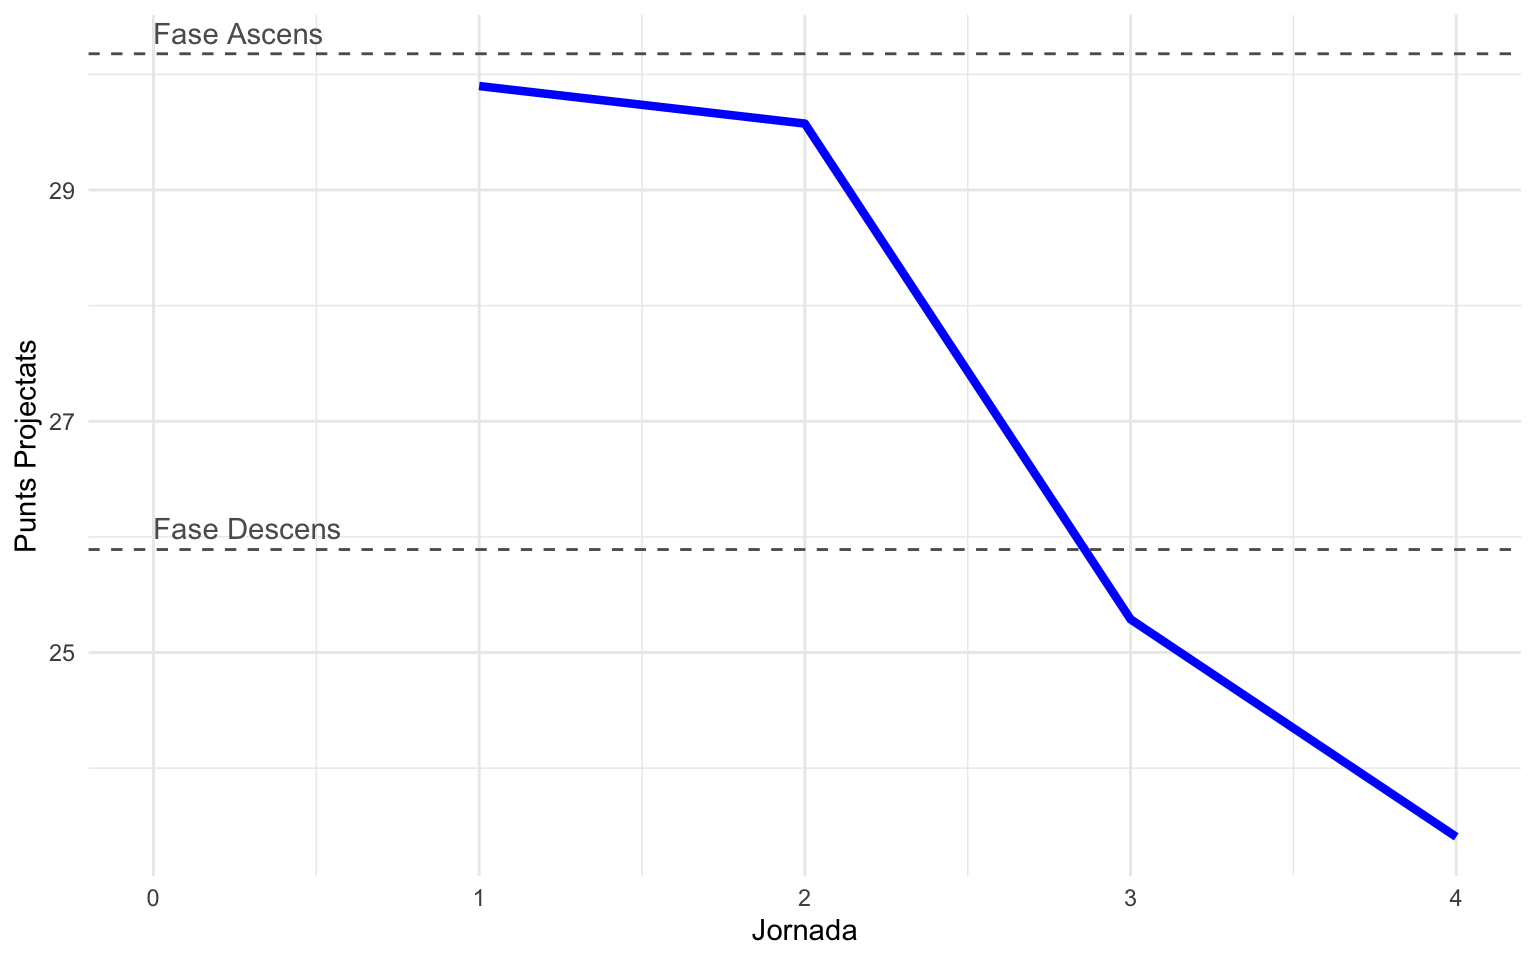 Fase Ascens
29
27
Fase Descens
25
Punts Projectats
0 1 2 3 4
Jornada